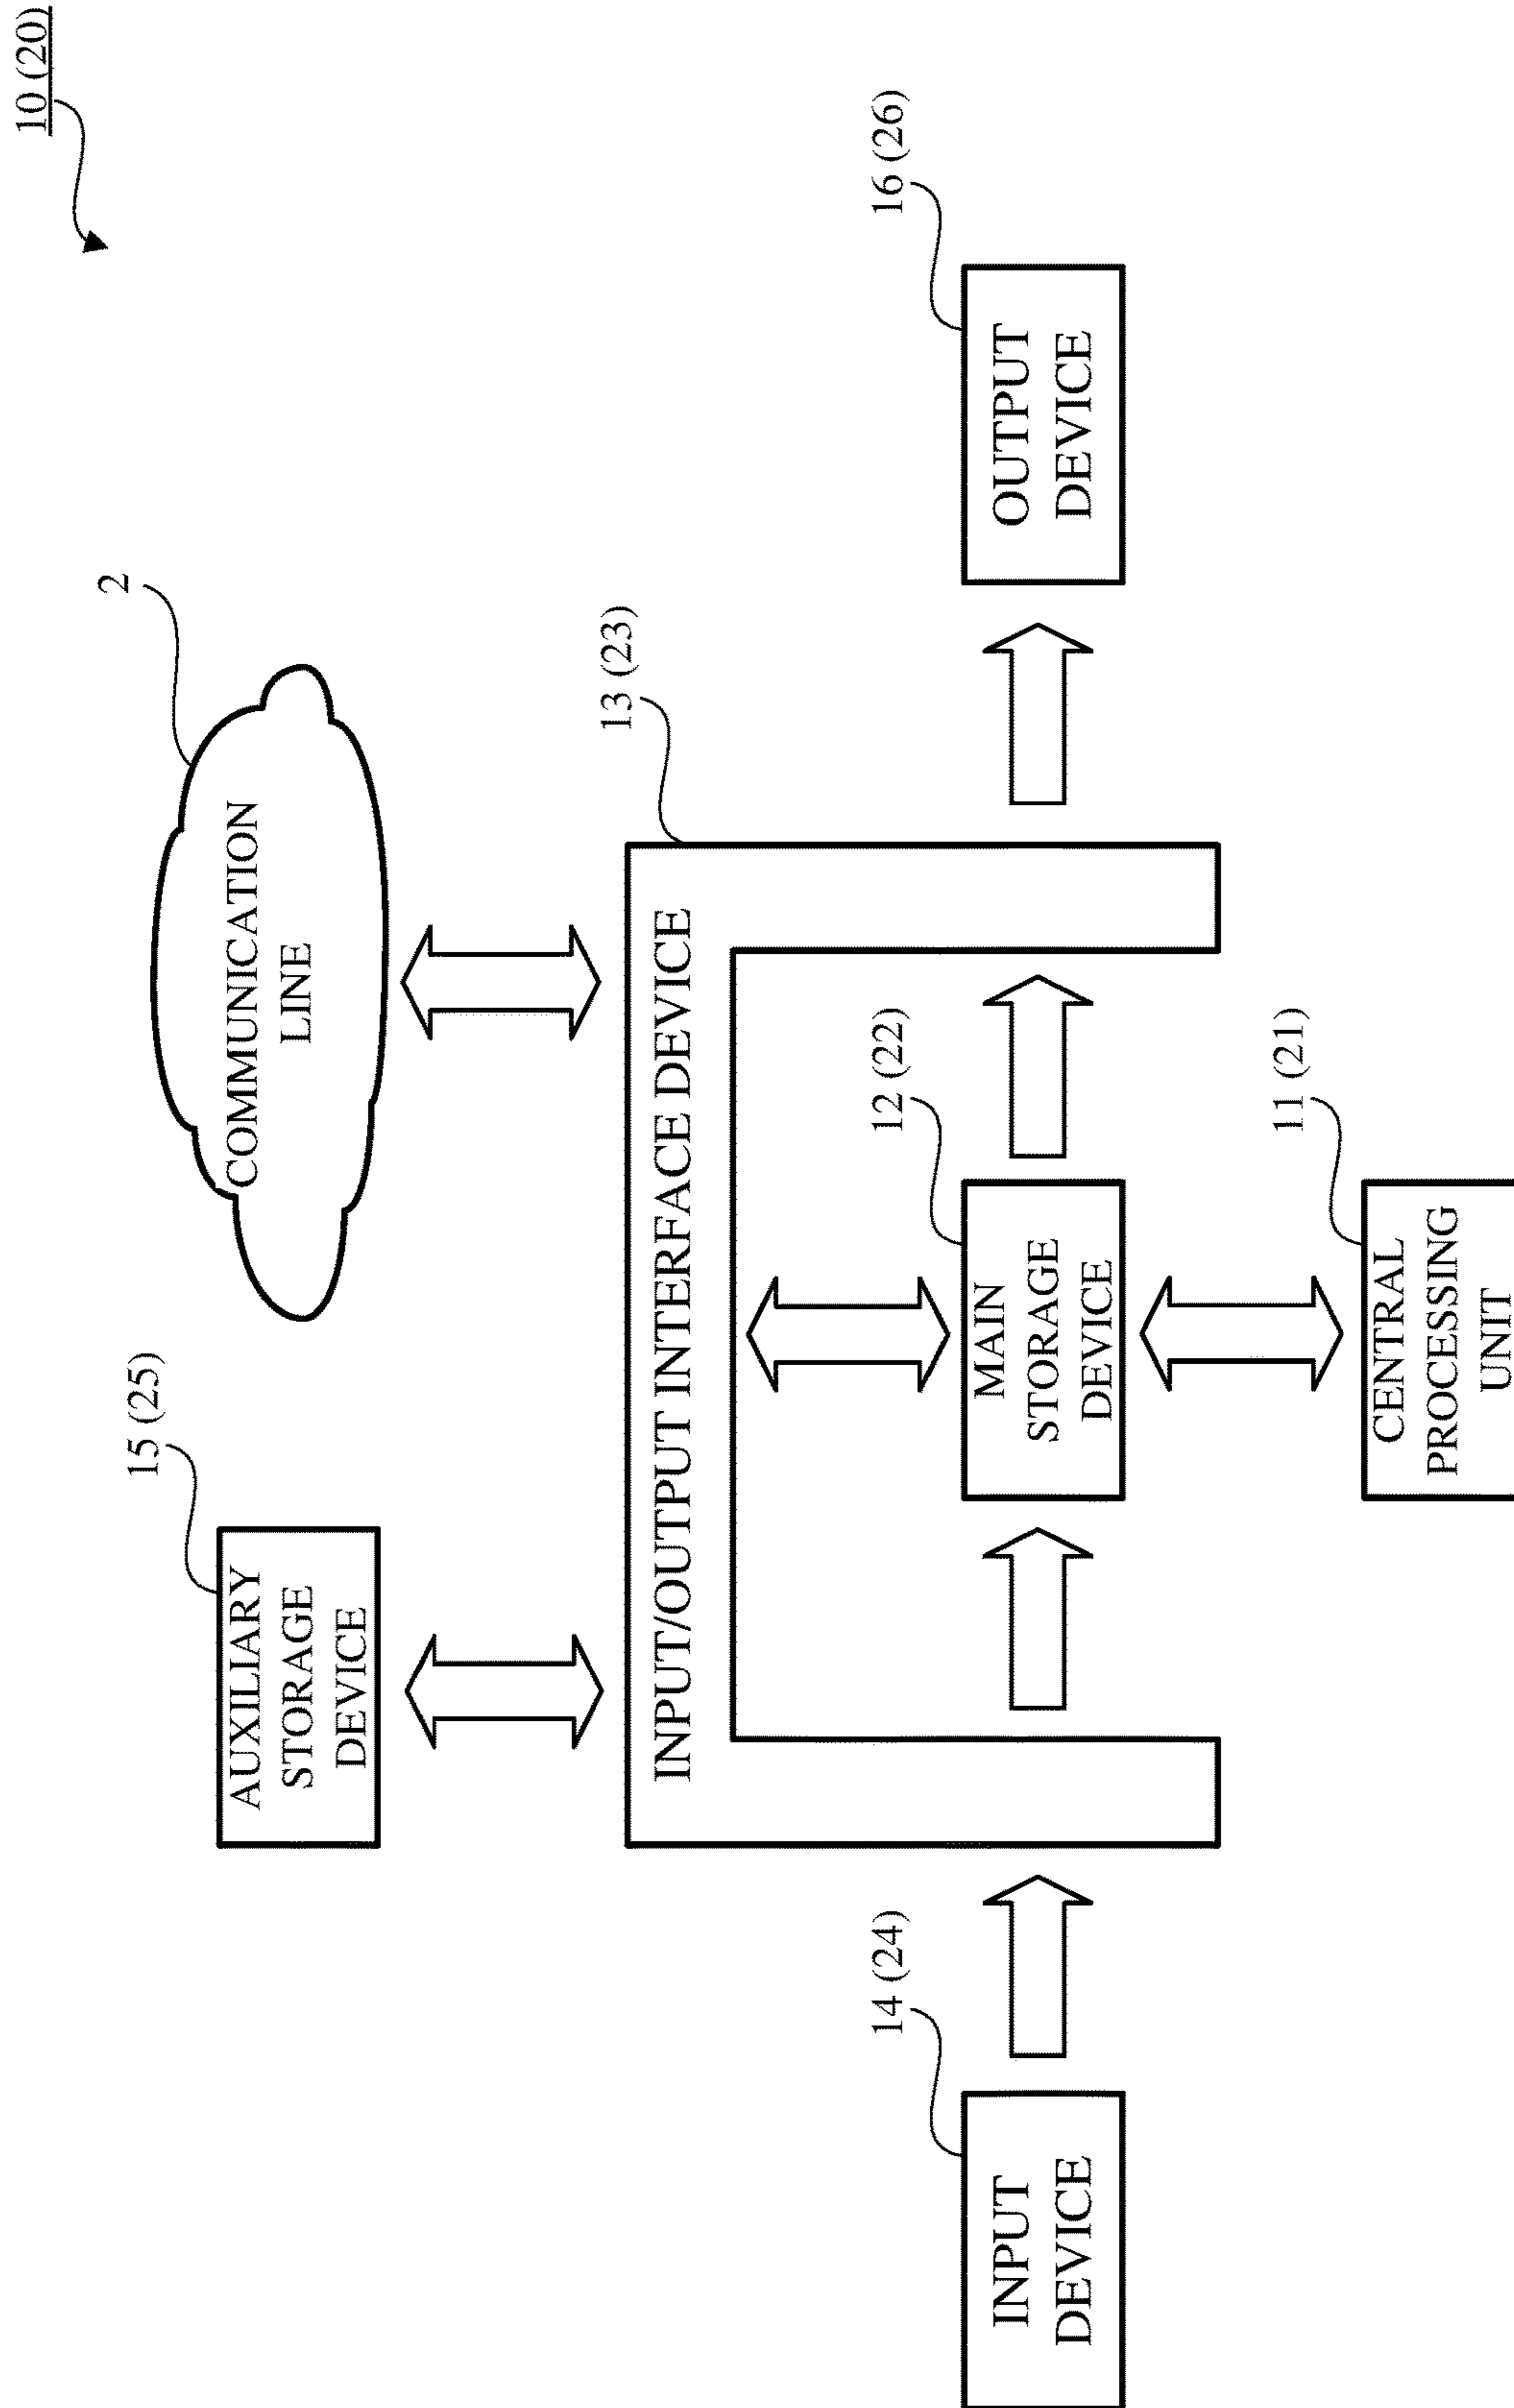 10 (20)
2
COMMUNICATION
LINE
15 (25)
AUXILIARY
STORAGE
DEVICE
13 (23)
INPUT/OUTPUT INTERFACE DEVICE
14 (24)
INPUT
DEVICE
12 (22)
MAIN
STORAGE
DEVICE
16 (26)
OUTPUT
DEVICE
11 (21)
CENTRAL
PROCESSING
UNIT